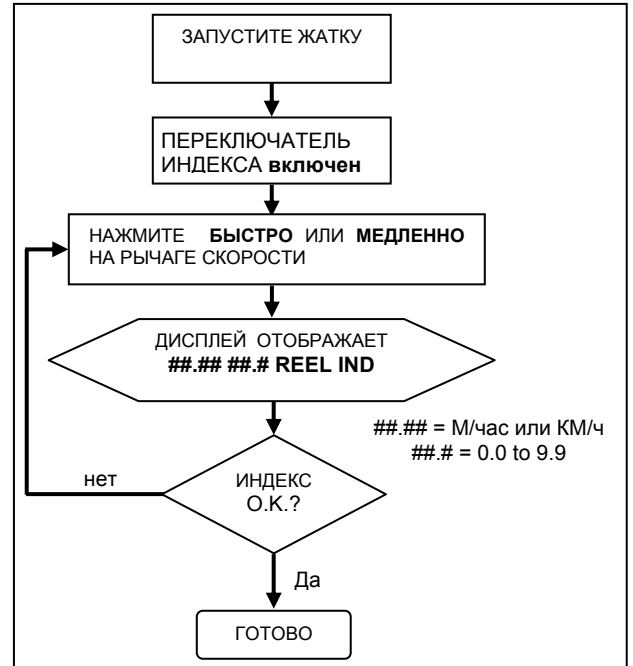 ЗАПУСТИТЕ ЖАТКУ
ПЕРЕКЛЮЧАТЕЛЬ
ИНДЕКСА включен
НАЖМИТЕ БЫСТРО ИЛИ МЕДЛЕННО
НА РЫЧАГЕ СКОРОСТИ
ДИСПЛЕЙ ОТОБРАЖАЕТ
##.## ##.# REEL IND
##.## = М/час или КМ/ч
##.# = 0.0 to 9.9
нет
ИНДЕКС
О.К.?
Да
ГОТОВО